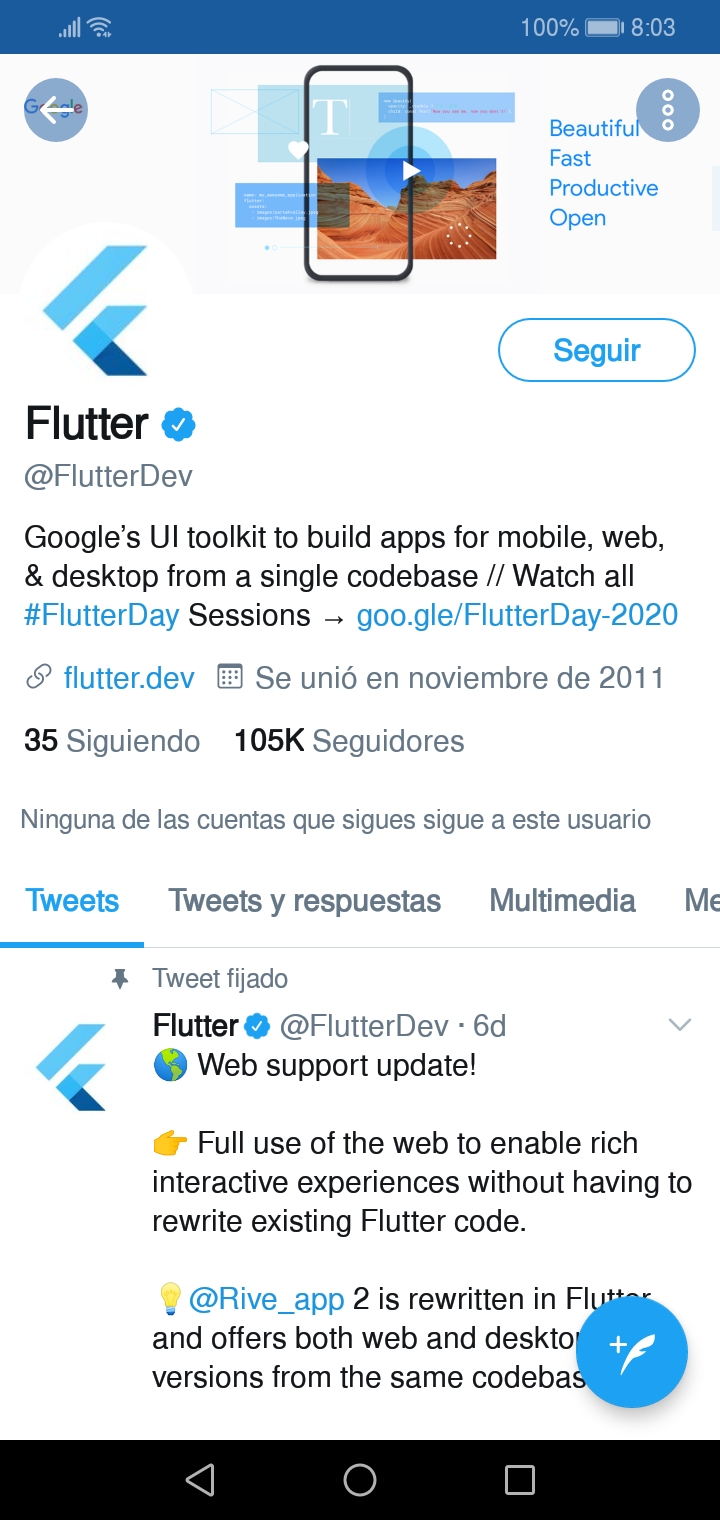 100% 8:03
Google
T
Beautiful
Fast
Productive
Open
Seguir
Flutter
@FlutterDev
Google’s UI toolkit to build apps for mobile, web,
& desktop from a single codebase // Watch all
#FlutterDay Sessions → goo.gle/FlutterDay-2020
flutter.dev Se unió en noviembre de 2011
35 Siguiendo 105K Seguidores
Ninguna de las cuentas que sigues sigue a este usuario
Tweets Tweets y respuestas Multimedia Me
Tweet fijado
Flutter @FlutterDev · 6d
🌎 Web support update!
👉 Full use of the web to enable rich
interactive experiences without having to
rewrite existing Flutter code.
💡@Rive_app 2 is rewritten in Flutter
and offers both web and desktop
versions from the same codebas